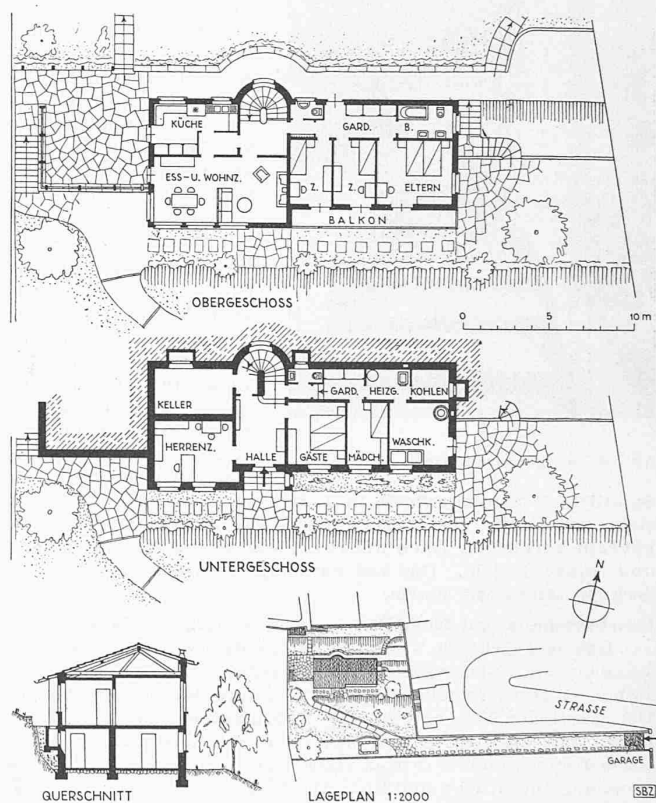 KÜCHE
GARD.
B.
ESS-U. WOHNZ.
Z.
Z.
ELTERN
BALKON
OBERGESCHOSS
0 5 10 m
KELLER
GARD.
HEIZG.
KOHLEN
HERRENZ.
HALLE
GÄSTE
MÄDCH.
WASCHK.
UNTERGESCHOSS
N
STRASSE
GARAGE
QUERSCHNITT
LAGEPLAN 1:2000
SBZ